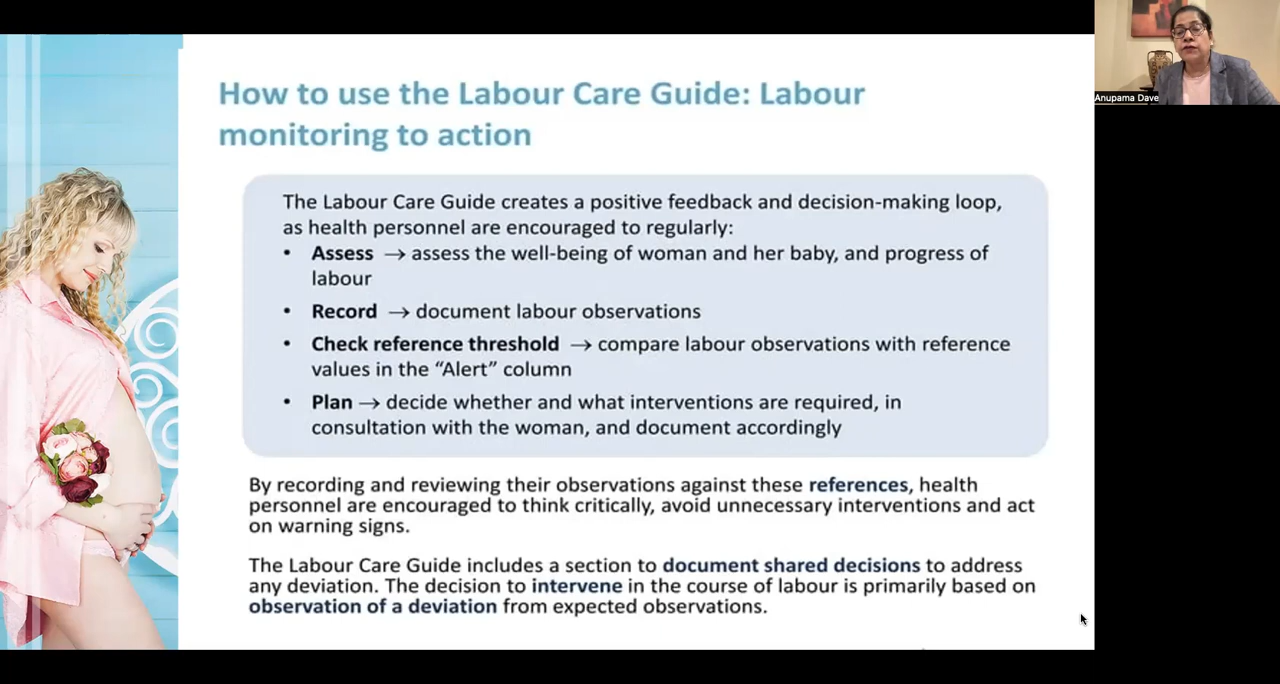 How to use the Labour Care Guide: Labour
monitoring to action
The Labour Care Guide creates a positive feedback and decision-making loop,
as health personnel are encouraged to regularly:
• Assess → assess the well-being of woman and her baby, and progress of
labour
• Record → document labour observations
• Check reference threshold → compare labour observations with reference
values in the “Alert” column
• Plan → decide whether and what interventions are required, in
consultation with the woman, and document accordingly
By recording and reviewing their observations against these references, health
personnel are encouraged to think critically, avoid unnecessary interventions and act
on warning signs.
The Labour Care Guide includes a section to document shared decisions to address
any deviation. The decision to intervene in the course of labour is primarily based on
observation of a deviation from expected observations.
Anupama Dave